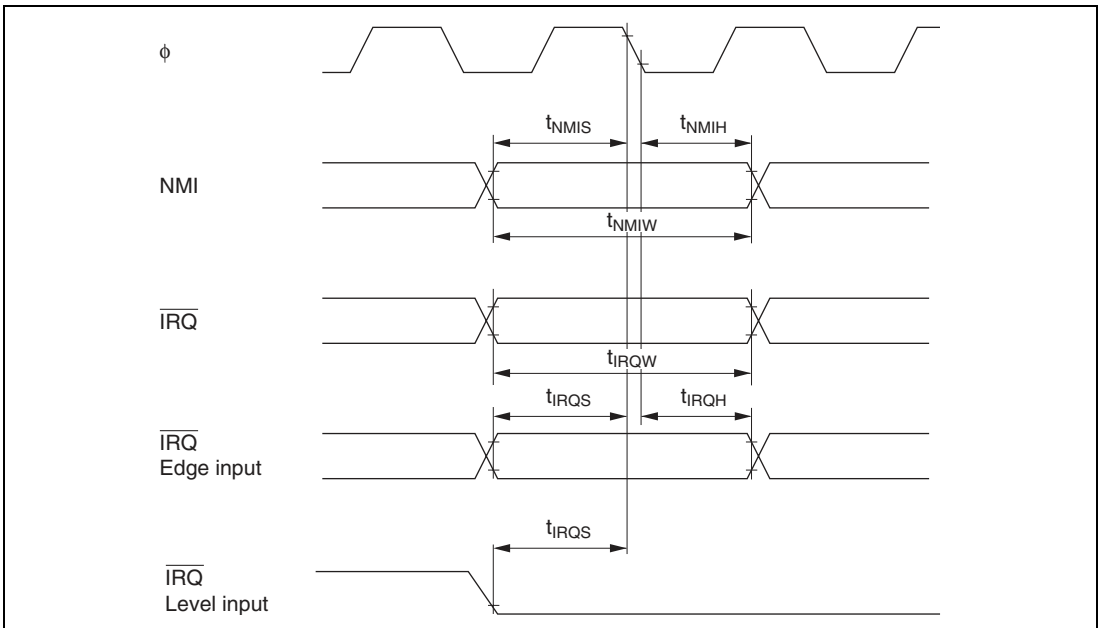 ϕ
tNMIS tNMIH
NMI
tNMIW
IRQ
tIRQW
tIRQS tIRQH
IRQ
Edge input
tIRQS
IRQ
Level input